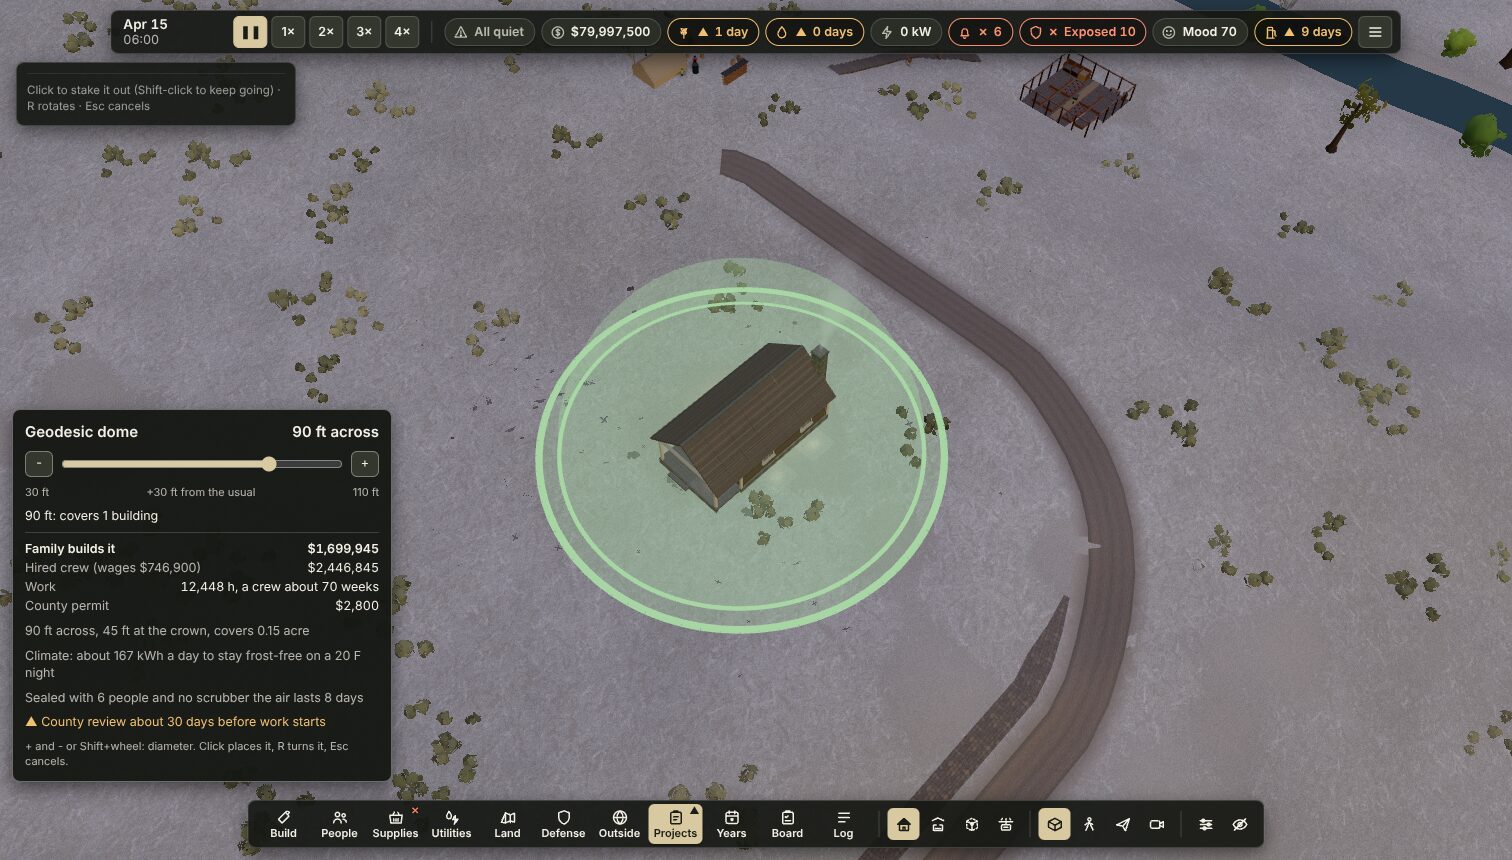 Apr 15
06:00
1× 2× 3× 4× All quiet $79,997,500 1 day 0 days 0 kW × 6 × Exposed 10 Mood 70 9 days
Click to stake it out (Shift-click to keep going) ·
R rotates · Esc cancels
Geodesic dome 90 ft across
- +
30 ft +30 ft from the usual 110 ft
90 ft: covers 1 building
Family builds it $1,699,945
Hired crew (wages $746,900) $2,446,845
Work 12,448 h, a crew about 70 weeks
County permit $2,800
90 ft across, 45 ft at the crown, covers 0.15 acre
Climate: about 167 kWh a day to stay frost-free on a 20 F
night
Sealed with 6 people and no scrubber the air lasts 8 days
County review about 30 days before work starts
+ and - or Shift+wheel: diameter. Click places it, R turns it, Esc
cancels.
Build People Supplies Utilities Land Defense Outside Projects Years Board Log